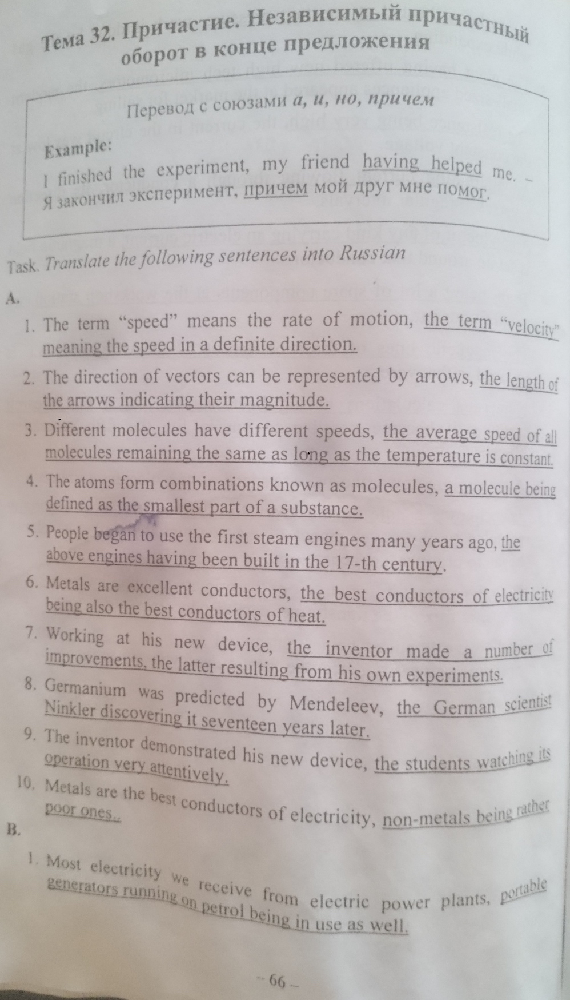 Тема 32. Причастие. Независимый причастный
оборот в конце предложения
Перевод с союзами а, и, но, причем
Example:
I finished the experiment, my friend having helped me. –
Я закончил эксперимент, причем мой друг мне помог.
Task. Translate the following sentences into Russian
A.
1. The term “speed” means the rate of motion, the term “velocity”
meaning the speed in a definite direction.
2. The direction of vectors can be represented by arrows, the length of
the arrows indicating their magnitude.
3. Different molecules have different speeds, the average speed of all
molecules remaining the same as long as the temperature is constant.
4. The atoms form combinations known as molecules, a molecule being
defined as the smallest part of a substance.
5. People began to use the first steam engines many years ago, the
above engines having been built in the 17-th century.
6. Metals are excellent conductors, the best conductors of electricity
being also the best conductors of heat.
7. Working at his new device, the inventor made a number of
improvements, the latter resulting from his own experiments.
8. Germanium was predicted by Mendeleev, the German scientist
Ninkler discovering it seventeen years later.
9. The inventor demonstrated his new device, the students watching its
operation very attentively.
10. Metals are the best conductors of electricity, non-metals being rather
poor ones..
B.
1. Most electricity we receive from electric power plants, portable
generators running on petrol being in use as well.
– 66 –